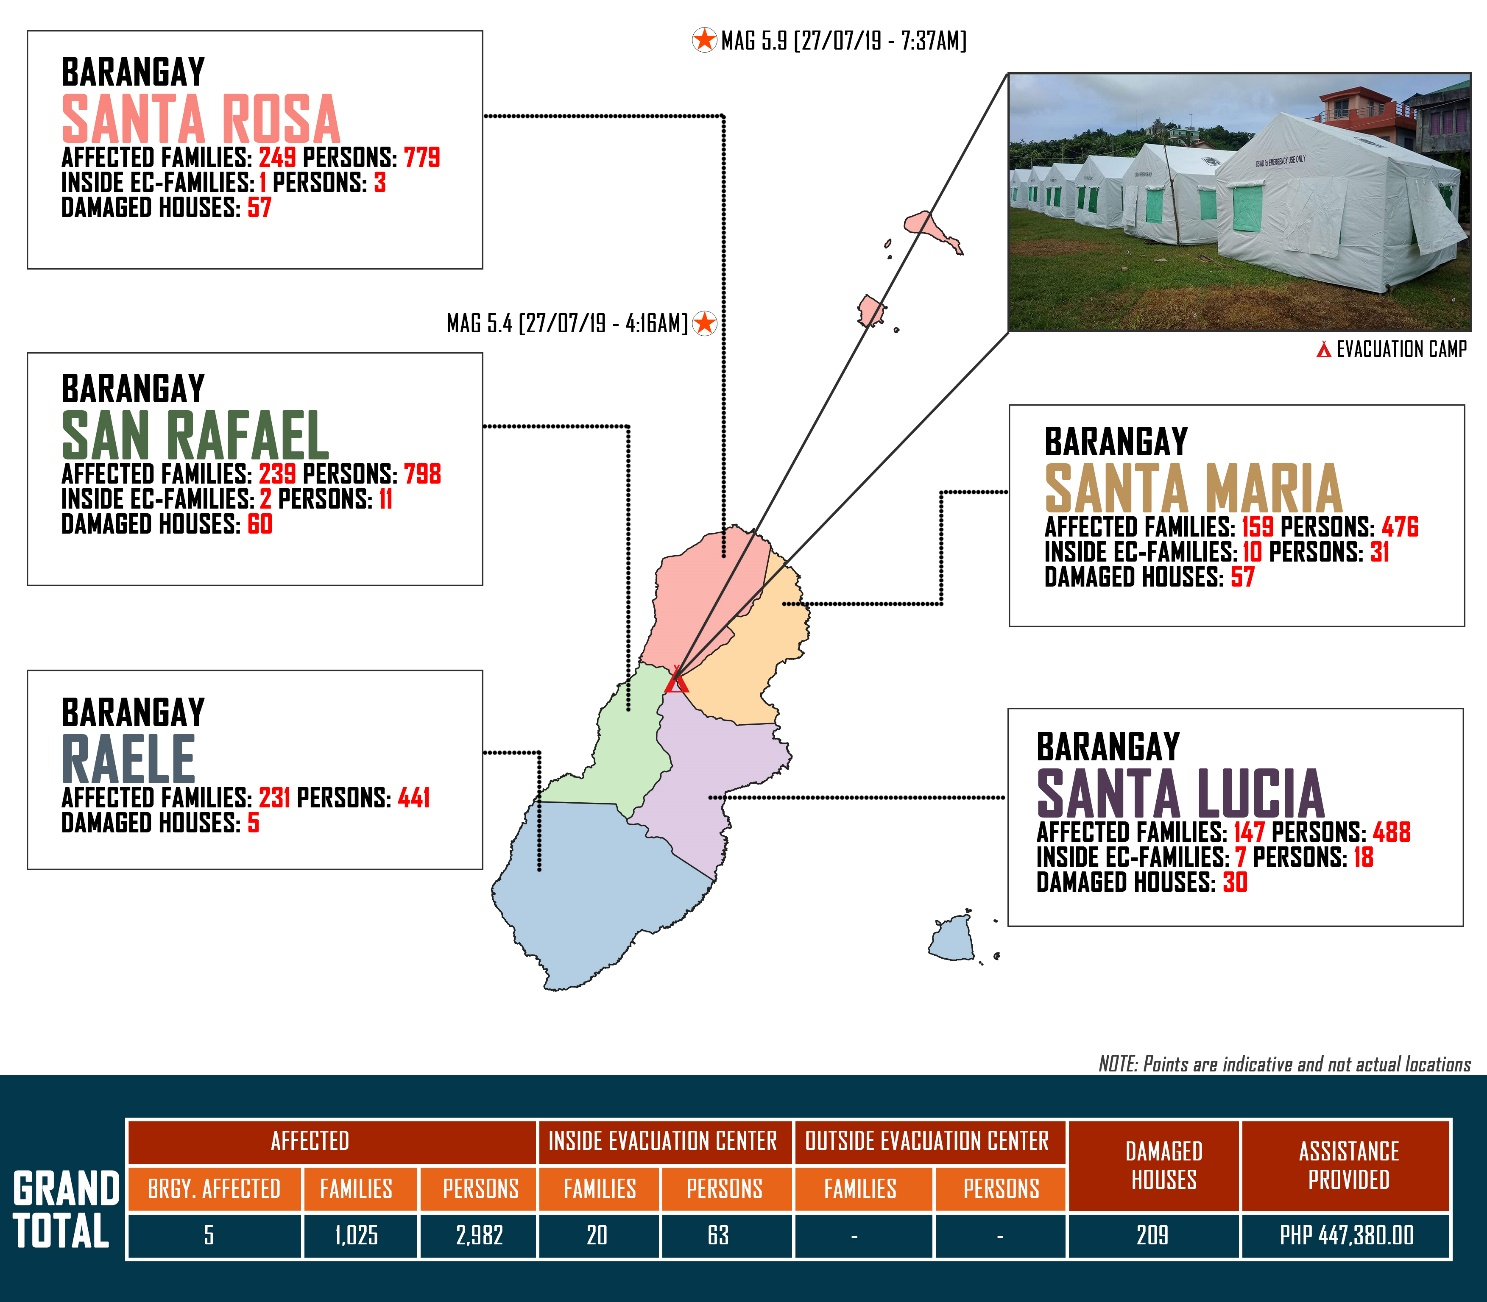 MAG 5.9 [27/07/19 - 7:37AM]
BARANGAY
SANTA ROSA
AFFECTED FAMILIES: 249 PERSONS: 779
INSIDE EC-FAMILIES: 1 PERSONS: 3
DAMAGED HOUSES: 57
MAG 5.4 [27/07/19 - 4:16AM]
EVACUATION CAMP
BARANGAY
SAN RAFAEL
AFFECTED FAMILIES: 239 PERSONS: 798
INSIDE EC-FAMILIES: 2 PERSONS: 11
DAMAGED HOUSES: 60
BARANGAY
SANTA MARIA
AFFECTED FAMILIES: 159 PERSONS: 476
INSIDE EC-FAMILIES: 10 PERSONS: 31
DAMAGED HOUSES: 57
BARANGAY
RAELE
AFFECTED FAMILIES: 231 PERSONS: 441
DAMAGED HOUSES: 5
BARANGAY
SANTA LUCIA
AFFECTED FAMILIES: 147 PERSONS: 488
INSIDE EC-FAMILIES: 7 PERSONS: 18
DAMAGED HOUSES: 30
NOTE: Points are indicative and not actual locations
GRAND TOTAL
AFFECTED INSIDE EVACUATION CENTER OUTSIDE EVACUATION CENTER DAMAGED HOUSES ASSISTANCE PROVIDED
BRGY. AFFECTED FAMILIES PERSONS FAMILIES PERSONS FAMILIES PERSONS
5 1,025 2,982 20 63 - - 209 PHP 447,380.00